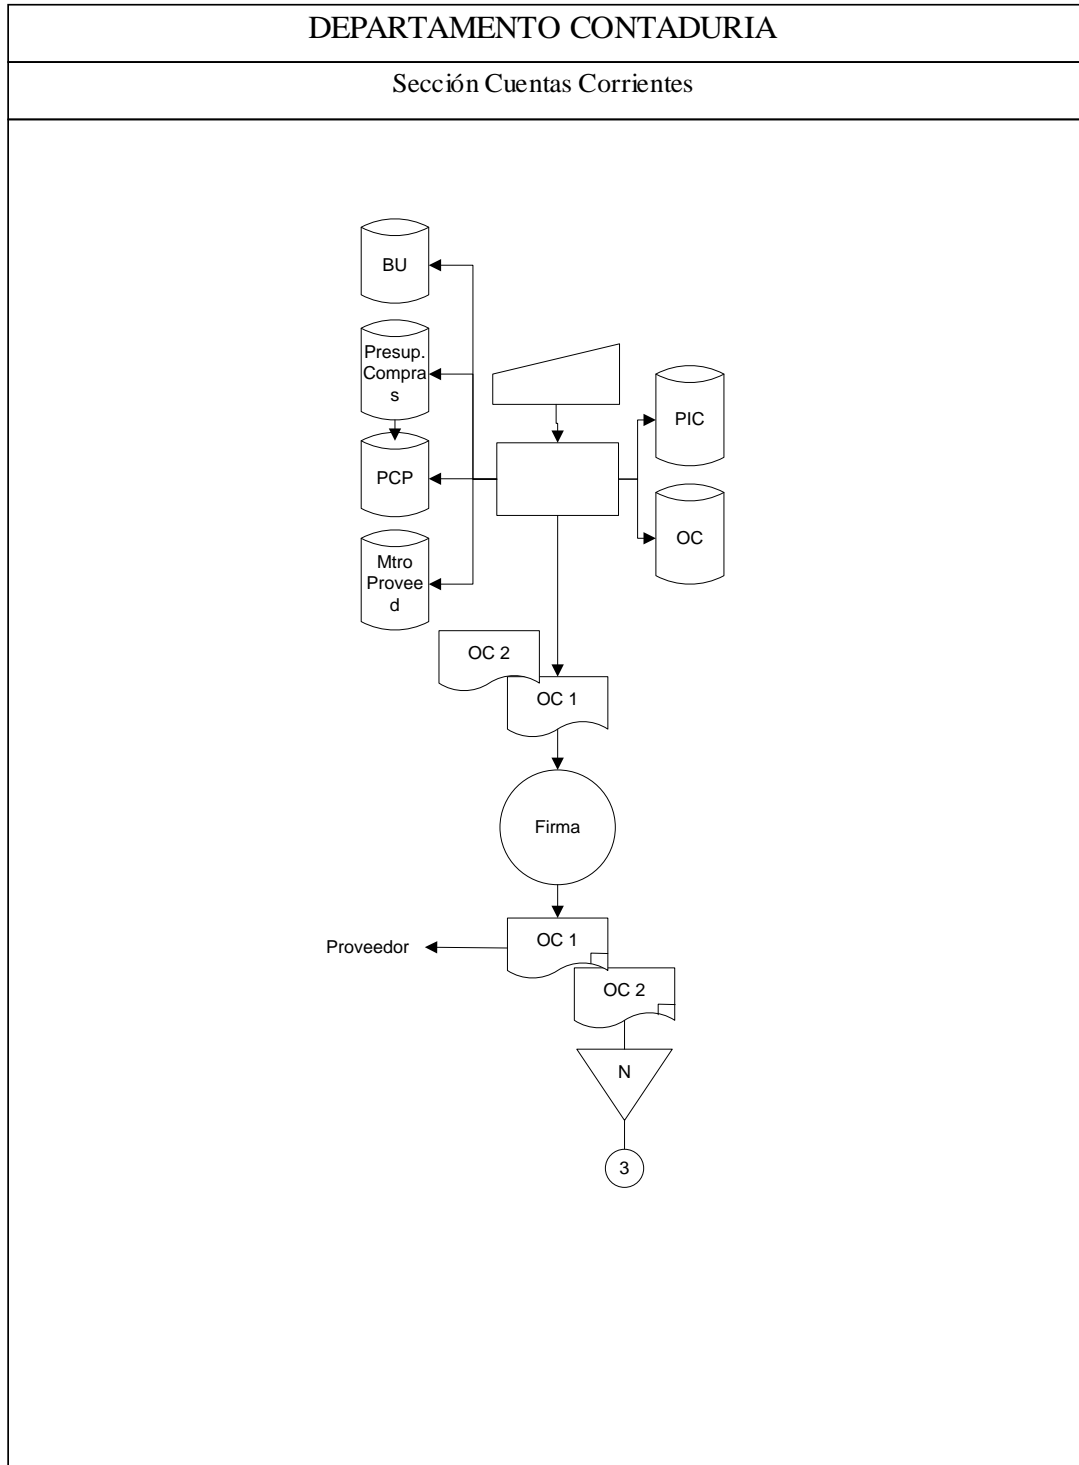 DEPARTAMENTO CONTADURIA
Sección Cuentas Corrientes
BU
Presup.
Compra
s
PIC
PCP
OC
Mtro
Provee
d
OC 2
OC 1
Firma
Proveedor
OC 1
OC 2
N
3